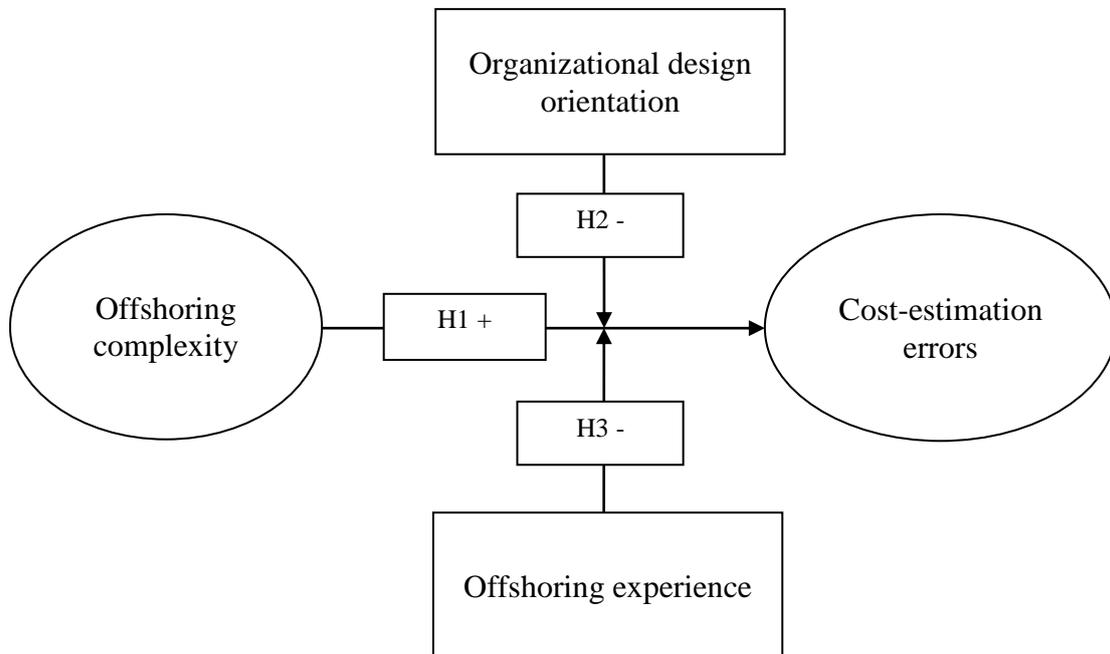 Organizational design
orientation
H2 -
Offshoring
complexity
H1 +
Cost-estimation
errors
H3 -
Offshoring experience